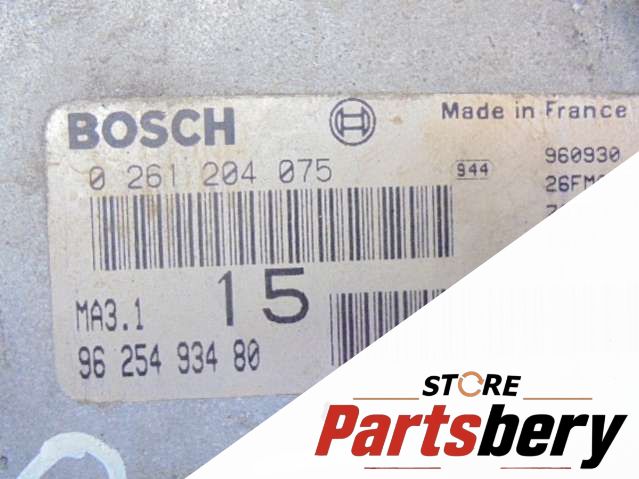 BOSCH
Made in France
0 261 204 075
944
960930
MA3.1
15
96 254 934 80
STORE
Partsbery